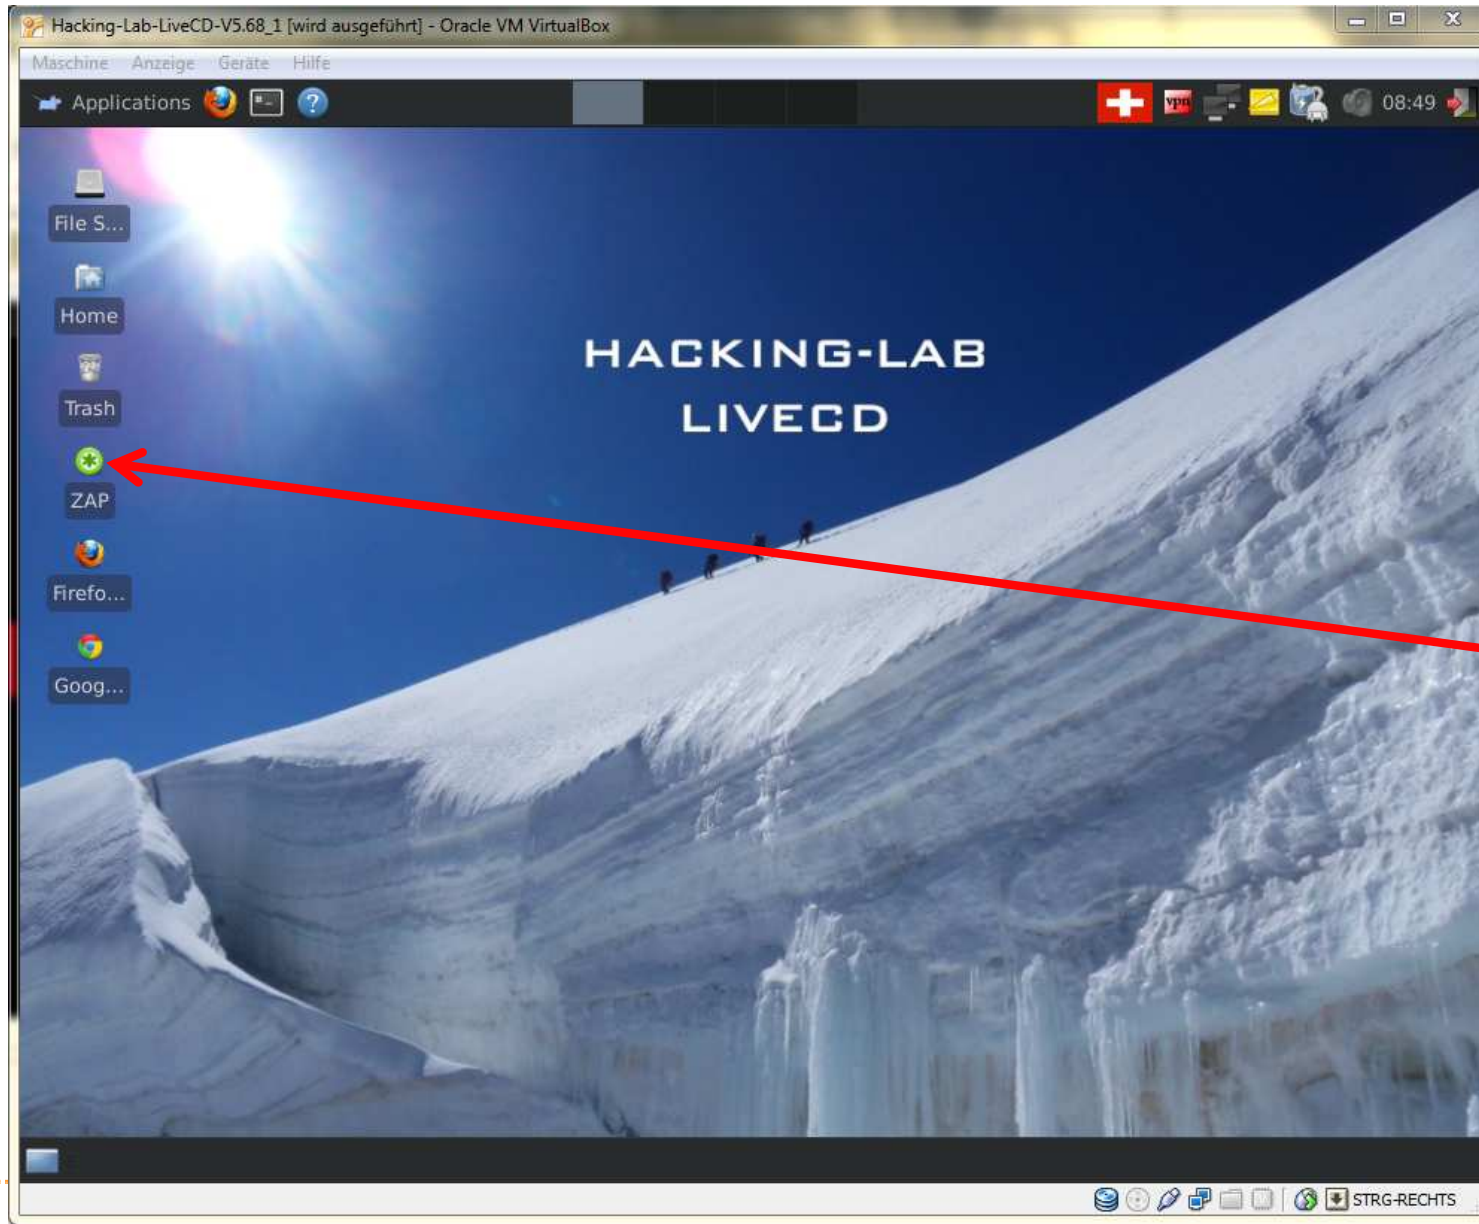 Hacking-Lab-LiveCD-V5.68_1 [wird ausgeführt] - Oracle VM VirtualBox
Maschine Anzeige Geräte Hilfe
Applications
vpn
08:49
File S...
Home
Trash
ZAP
Firefo...
Goog...
HACKING-LAB
LIVECD
STRG-RECHTS